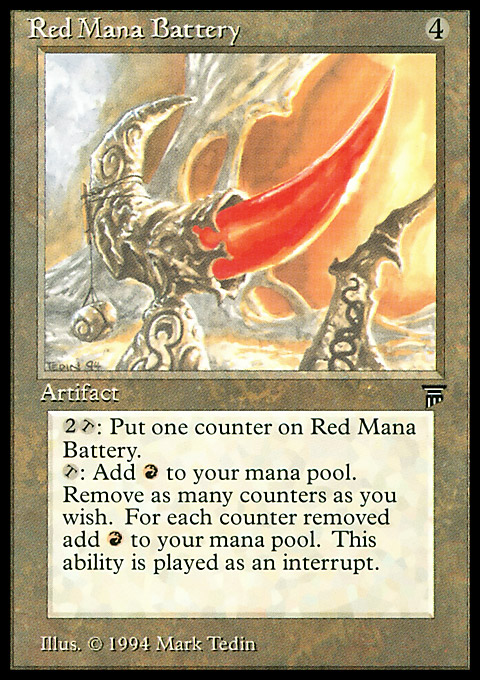 Red Mana Battery 4
TEDIN 94
Artifact
2: Put one counter on Red Mana
Battery.
: Add to your mana pool.
Remove as many counters as you
wish. For each counter removed
add to your mana pool. This
ability is played as an interrupt.
Illus. © 1994 Mark Tedin